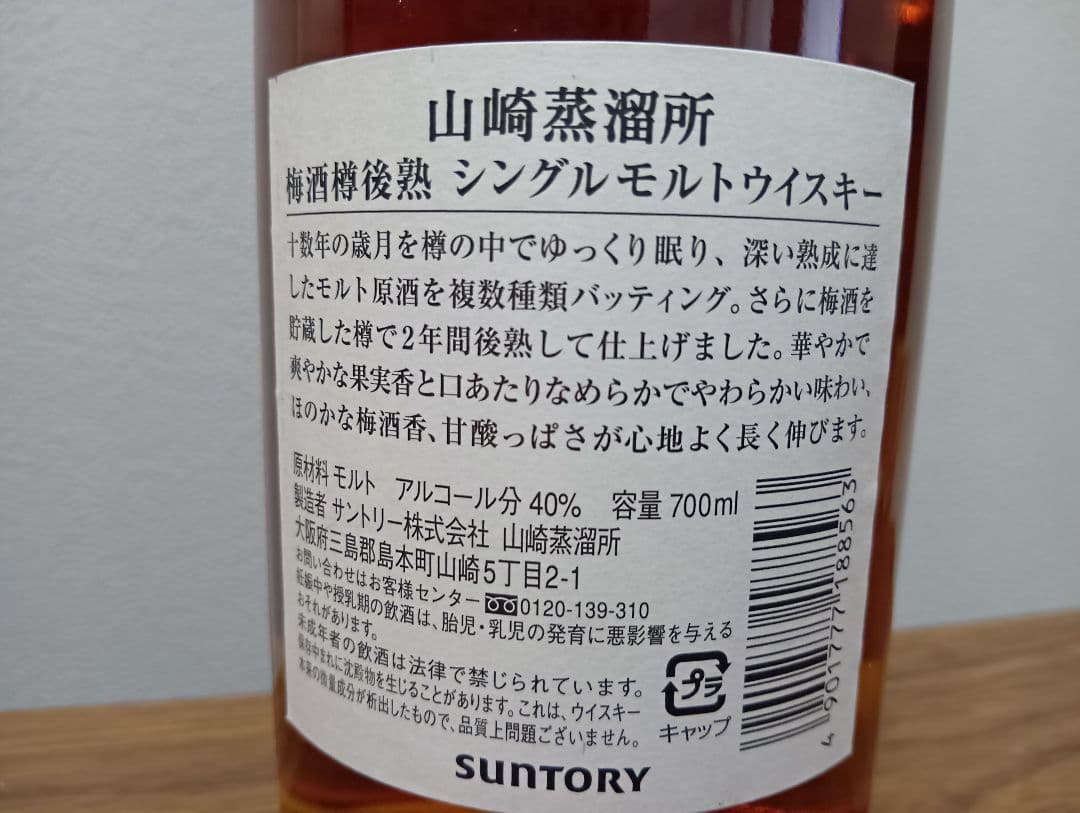 山崎蒸溜所
梅酒樽後熟 シングルモルトウイスキー
十数年の歳月を樽の中でゆっくり眠り、深い熟成に達
したモルト原酒を複数種類バッティング。さらに梅酒を
貯蔵した樽で2年間後熟して仕上げました。華やかで
爽やかな果実香と口あたりなめらかでやわらかい味わい、
ほのかな梅酒香、甘酸っぱさが心地よく長く伸びます。
原材料 モルト アルコール分 40% 容量 700ml
製造者 サントリー株式会社 山崎蒸溜所
大阪府三島郡島本町山崎5丁目2-1
お問い合わせはお客様センター 0120-139-310
妊娠中や授乳期の飲酒は、胎児・乳児の発育に悪影響を与える
おそれがあります。
未成年者の飲酒は法律で禁じられています。
保存中まれに沈殿物を生じることがあります。これは、ウイスキー
本来の微量成分が析出したもので、品質上問題ございません。
プラ
キャップ
4901777188563
SUNTORY